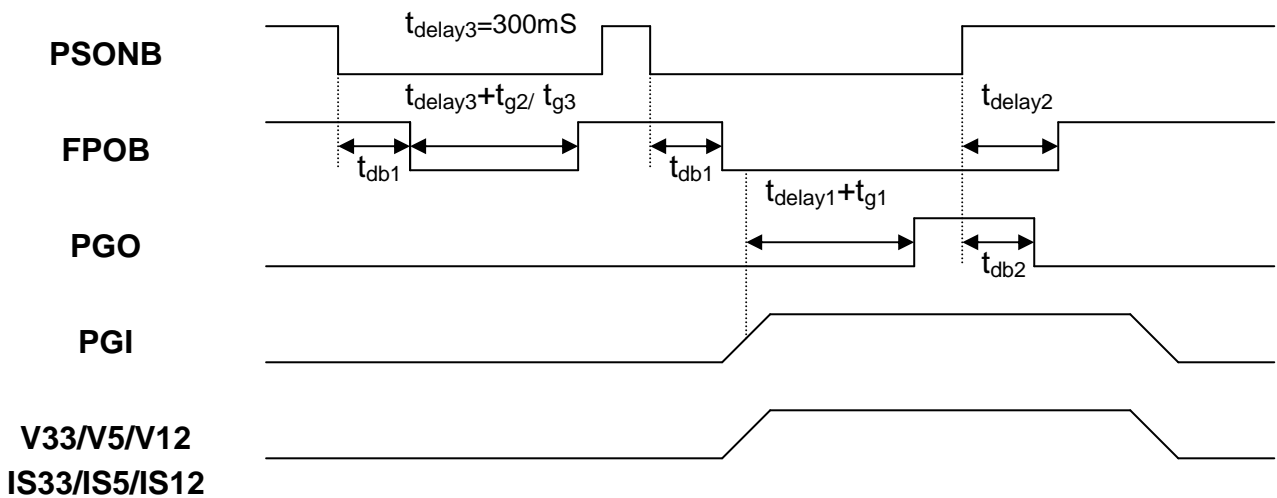 PSONB
tdelay3=300mS
tdelay3+tg2/ tg3
tdelay2
FPOB
tdb1
tdb1
tdelay1+tg1
PGO
tdb2
PGI
V33/V5/V12
IS33/IS5/IS12